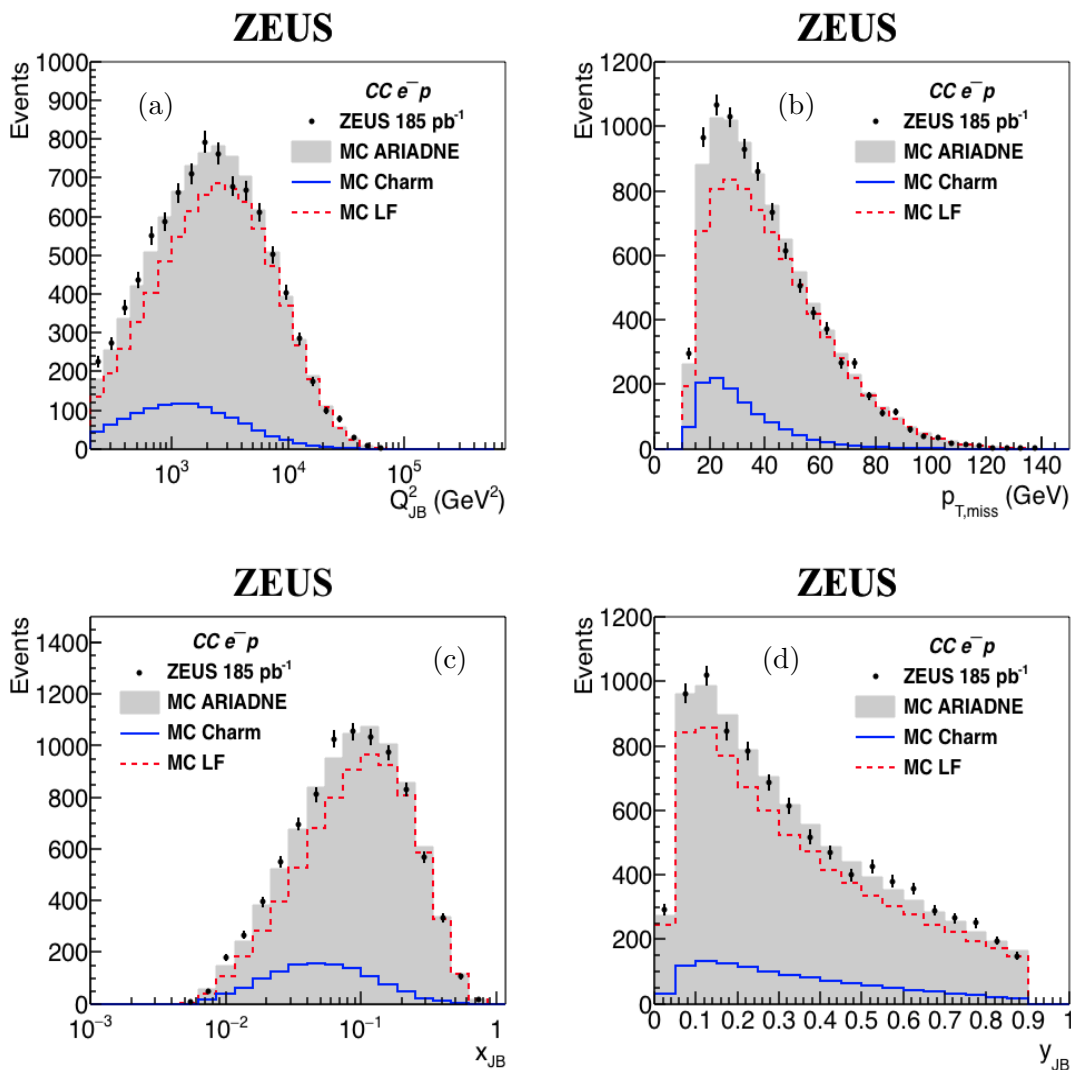 ZEUS
Events
1000
900
800
700
600
500
400
300
200
100
0
(a)
CC e⁻p
ZEUS 185 pb⁻¹
MC ARIADNE
MC Charm
MC LF
10³ 10⁴ 10⁵
Q²JB (GeV²)
ZEUS
Events
1200
1000
800
600
400
200
0
(b)
CC e⁻p
ZEUS 185 pb⁻¹
MC ARIADNE
MC Charm
MC LF
0 20 40 60 80 100 120 140
pT,miss (GeV)
ZEUS
Events
1400
1200
1000
800
600
400
200
0
CC e⁻p
ZEUS 185 pb⁻¹
(c)
MC ARIADNE
MC Charm
MC LF
10⁻³ 10⁻² 10⁻¹ 1
xJB
ZEUS
Events
1200
1000
800
600
400
200
0
CC e⁻p
(d)
ZEUS 185 pb⁻¹
MC ARIADNE
MC Charm
MC LF
0 0.1 0.2 0.3 0.4 0.5 0.6 0.7 0.8 0.9 1
yJB